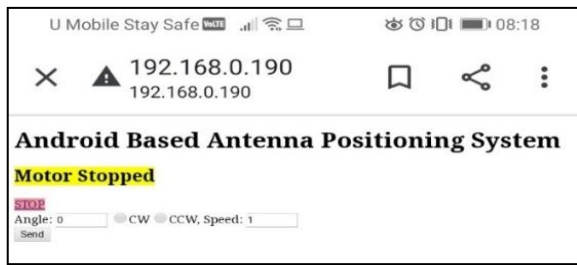 U Mobile Stay Safe VoLTE 08:18
192.168.0.190
192.168.0.190
Android Based Antenna Positioning System
Motor Stopped
STOP
Angle: 0 CW CCW, Speed: 1
Send